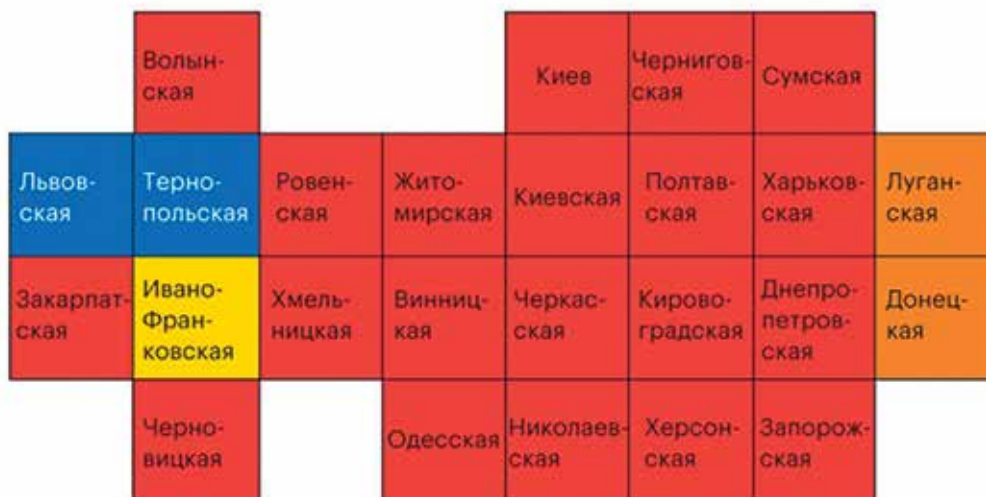 Волын-
ская
Киев
Чернигов-
ская
Сумская
Львов-
ская
Терно-
польская
Ровен-
ская
Жито-
мирская
Киевская
Полтав-
ская
Харьков-
ская
Луган-
ская
Закарпат-
ская
Ивано-
Фран-
ковская
Хмель-
ницкая
Винниц-
кая
Черкас-
ская
Кирово-
градская
Днепро-
петров-
ская
Донец-
кая
Черно-
вицкая
Одесская
Николаев-
ская
Херсон-
ская
Запорож-
ская